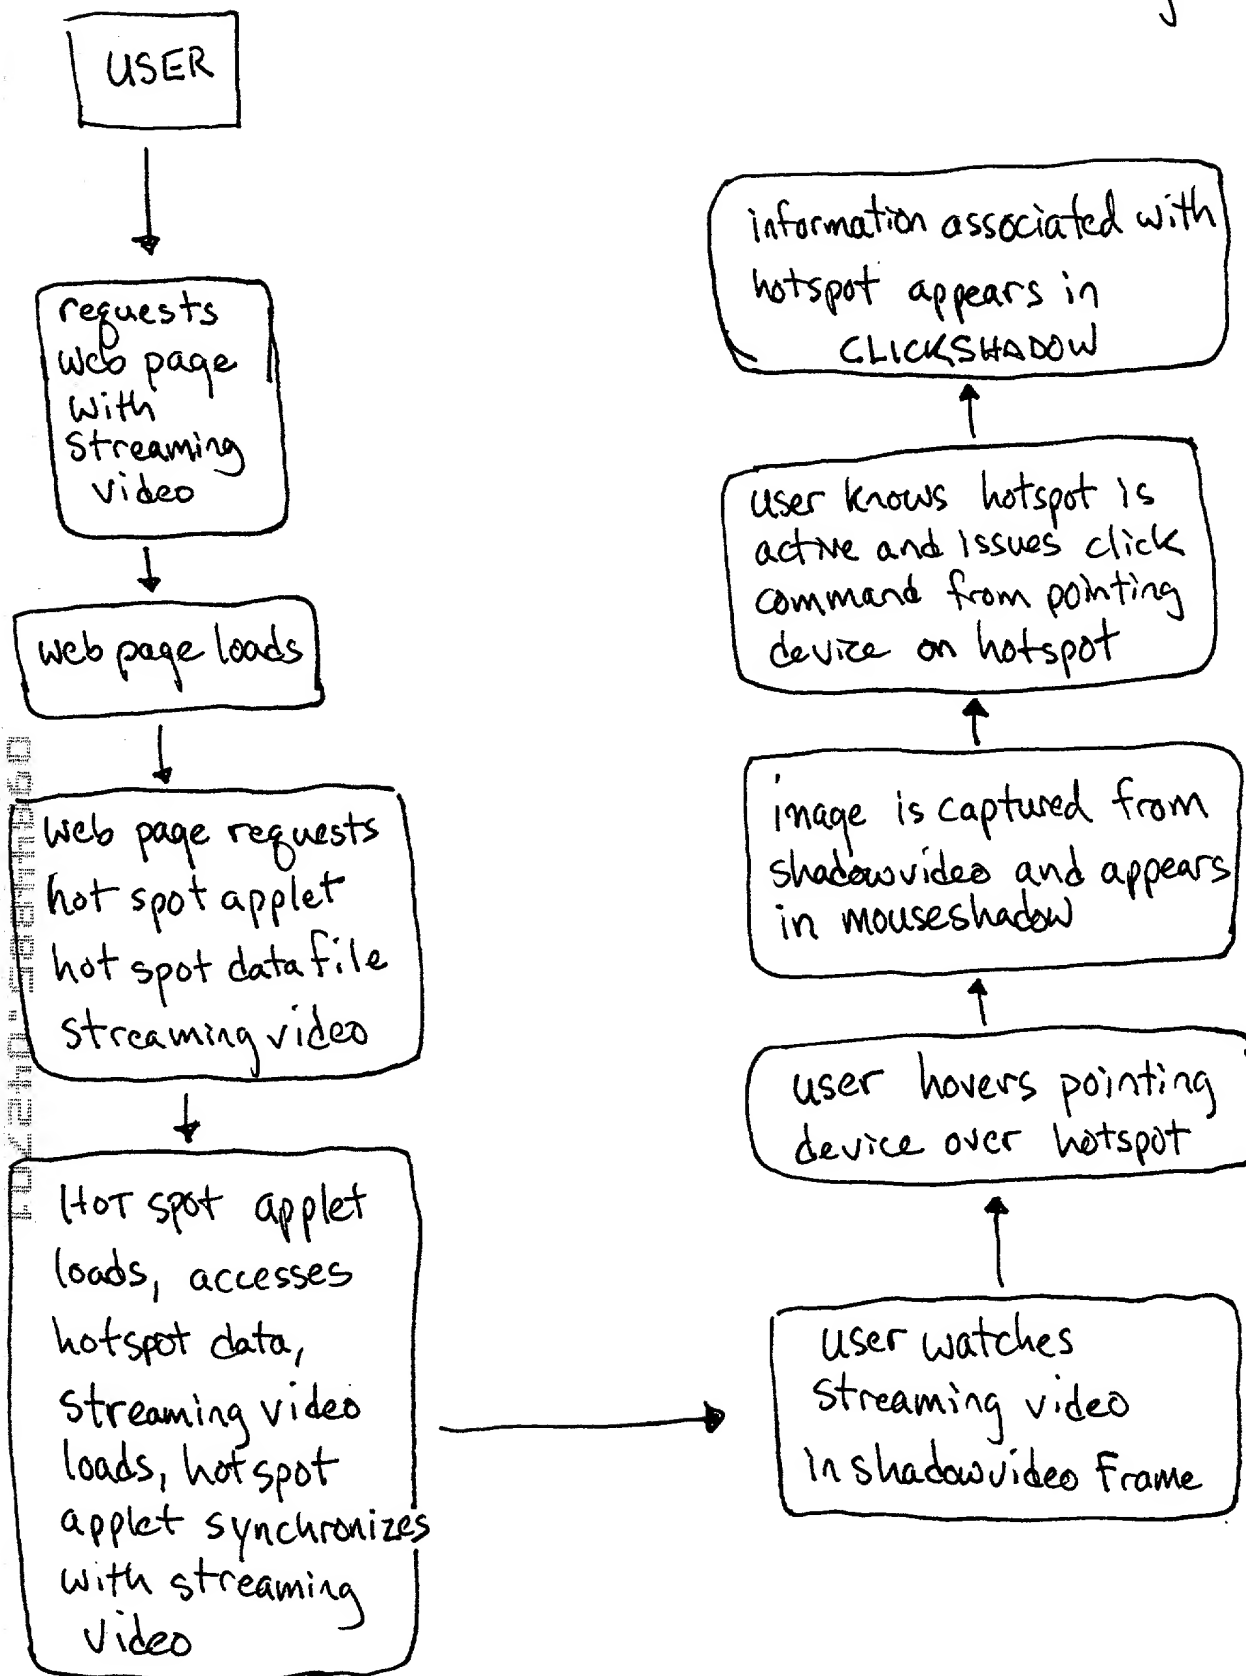 USER
requests
web page
with
streaming
video
web page loads
web page requests
hot spot applet
hot spot data file
streaming video
HOT spot applet
loads, accesses
hotspot data,
streaming video
loads, hotspot
applet synchronizes
with streaming
video
user watches
streaming video
in shadowvideo frame
user hovers pointing
device over hotspot
image is captured from
shadowvideo and appears
in mouseshadow
user knows hotspot is
active and issues click
command from pointing
device on hotspot
information associated with
hotspot appears in
CLICKSHADOW